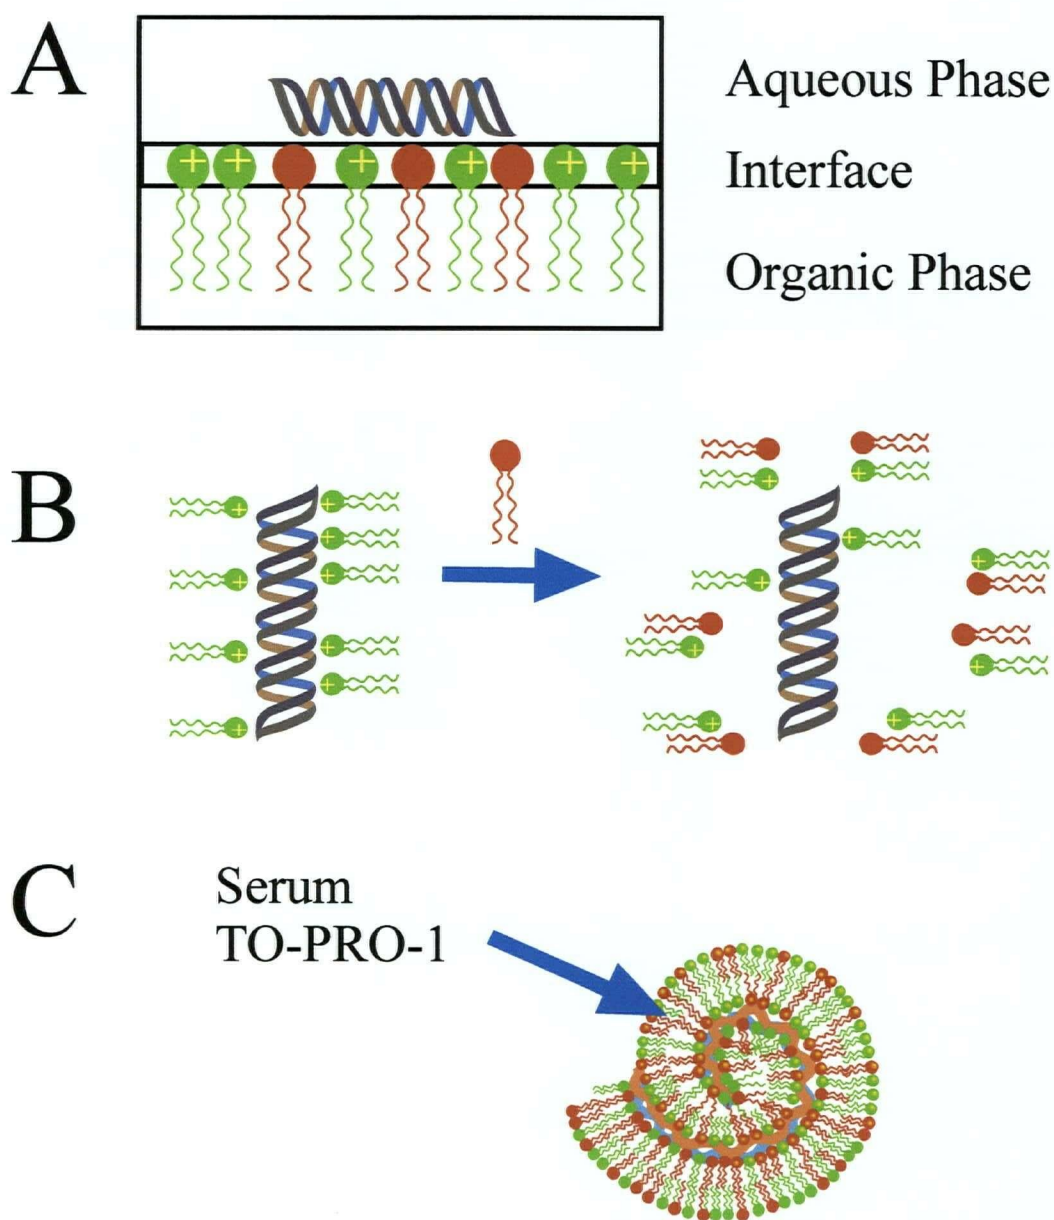 A
Aqueous Phase
Interface
Organic Phase
B
C
Serum
TO-PRO-1